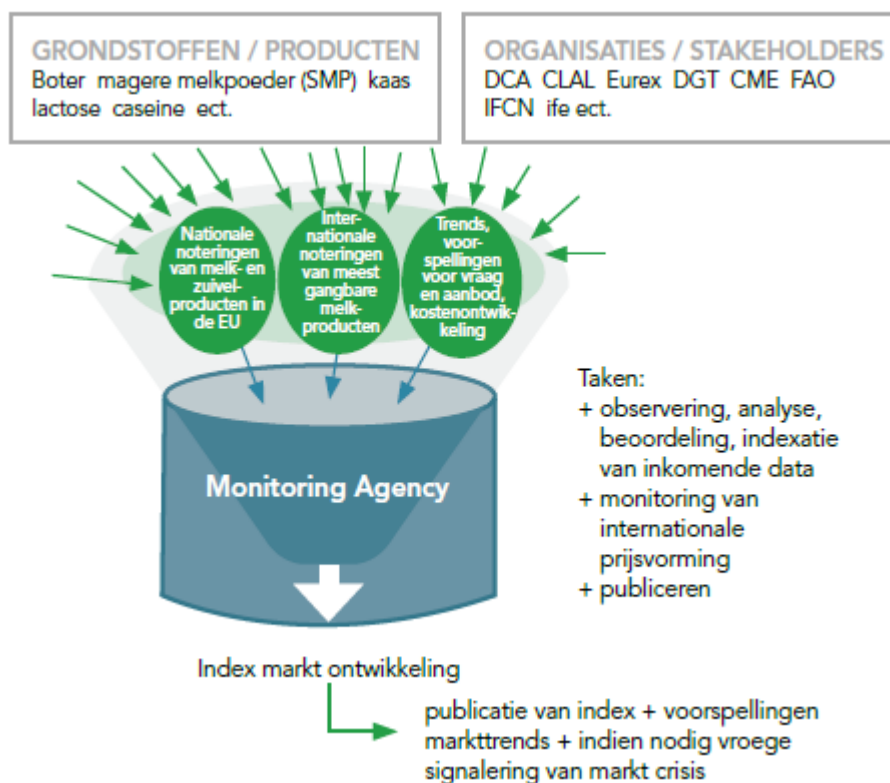 GRONDSTOFFEN / PRODUCTEN
Boter magere melkpoeder (SMP) kaas
lactose caseine ect.
ORGANISATIES / STAKEHOLDERS
DCA CLAL Eurex DGT CME FAO
IFCN ife ect.
Nationale
noteringen
van melk- en
zuivel-
producten in
de EU
Inter-
nationale
noteringen
van meest
gangbare
melk-
producten
Trends,
voor-
spellingen
voor vraag
en aanbod,
kostenontwik-
keling
Monitoring Agency
Taken:
+ observering, analyse,
beoordeling, indexatie
van inkomende data
+ monitoring van
internationale
prijsvorming
+ publiceren
Index markt ontwikkeling
publicatie van index + voorspellingen
markttrends + indien nodig vroege
signalering van markt crisis